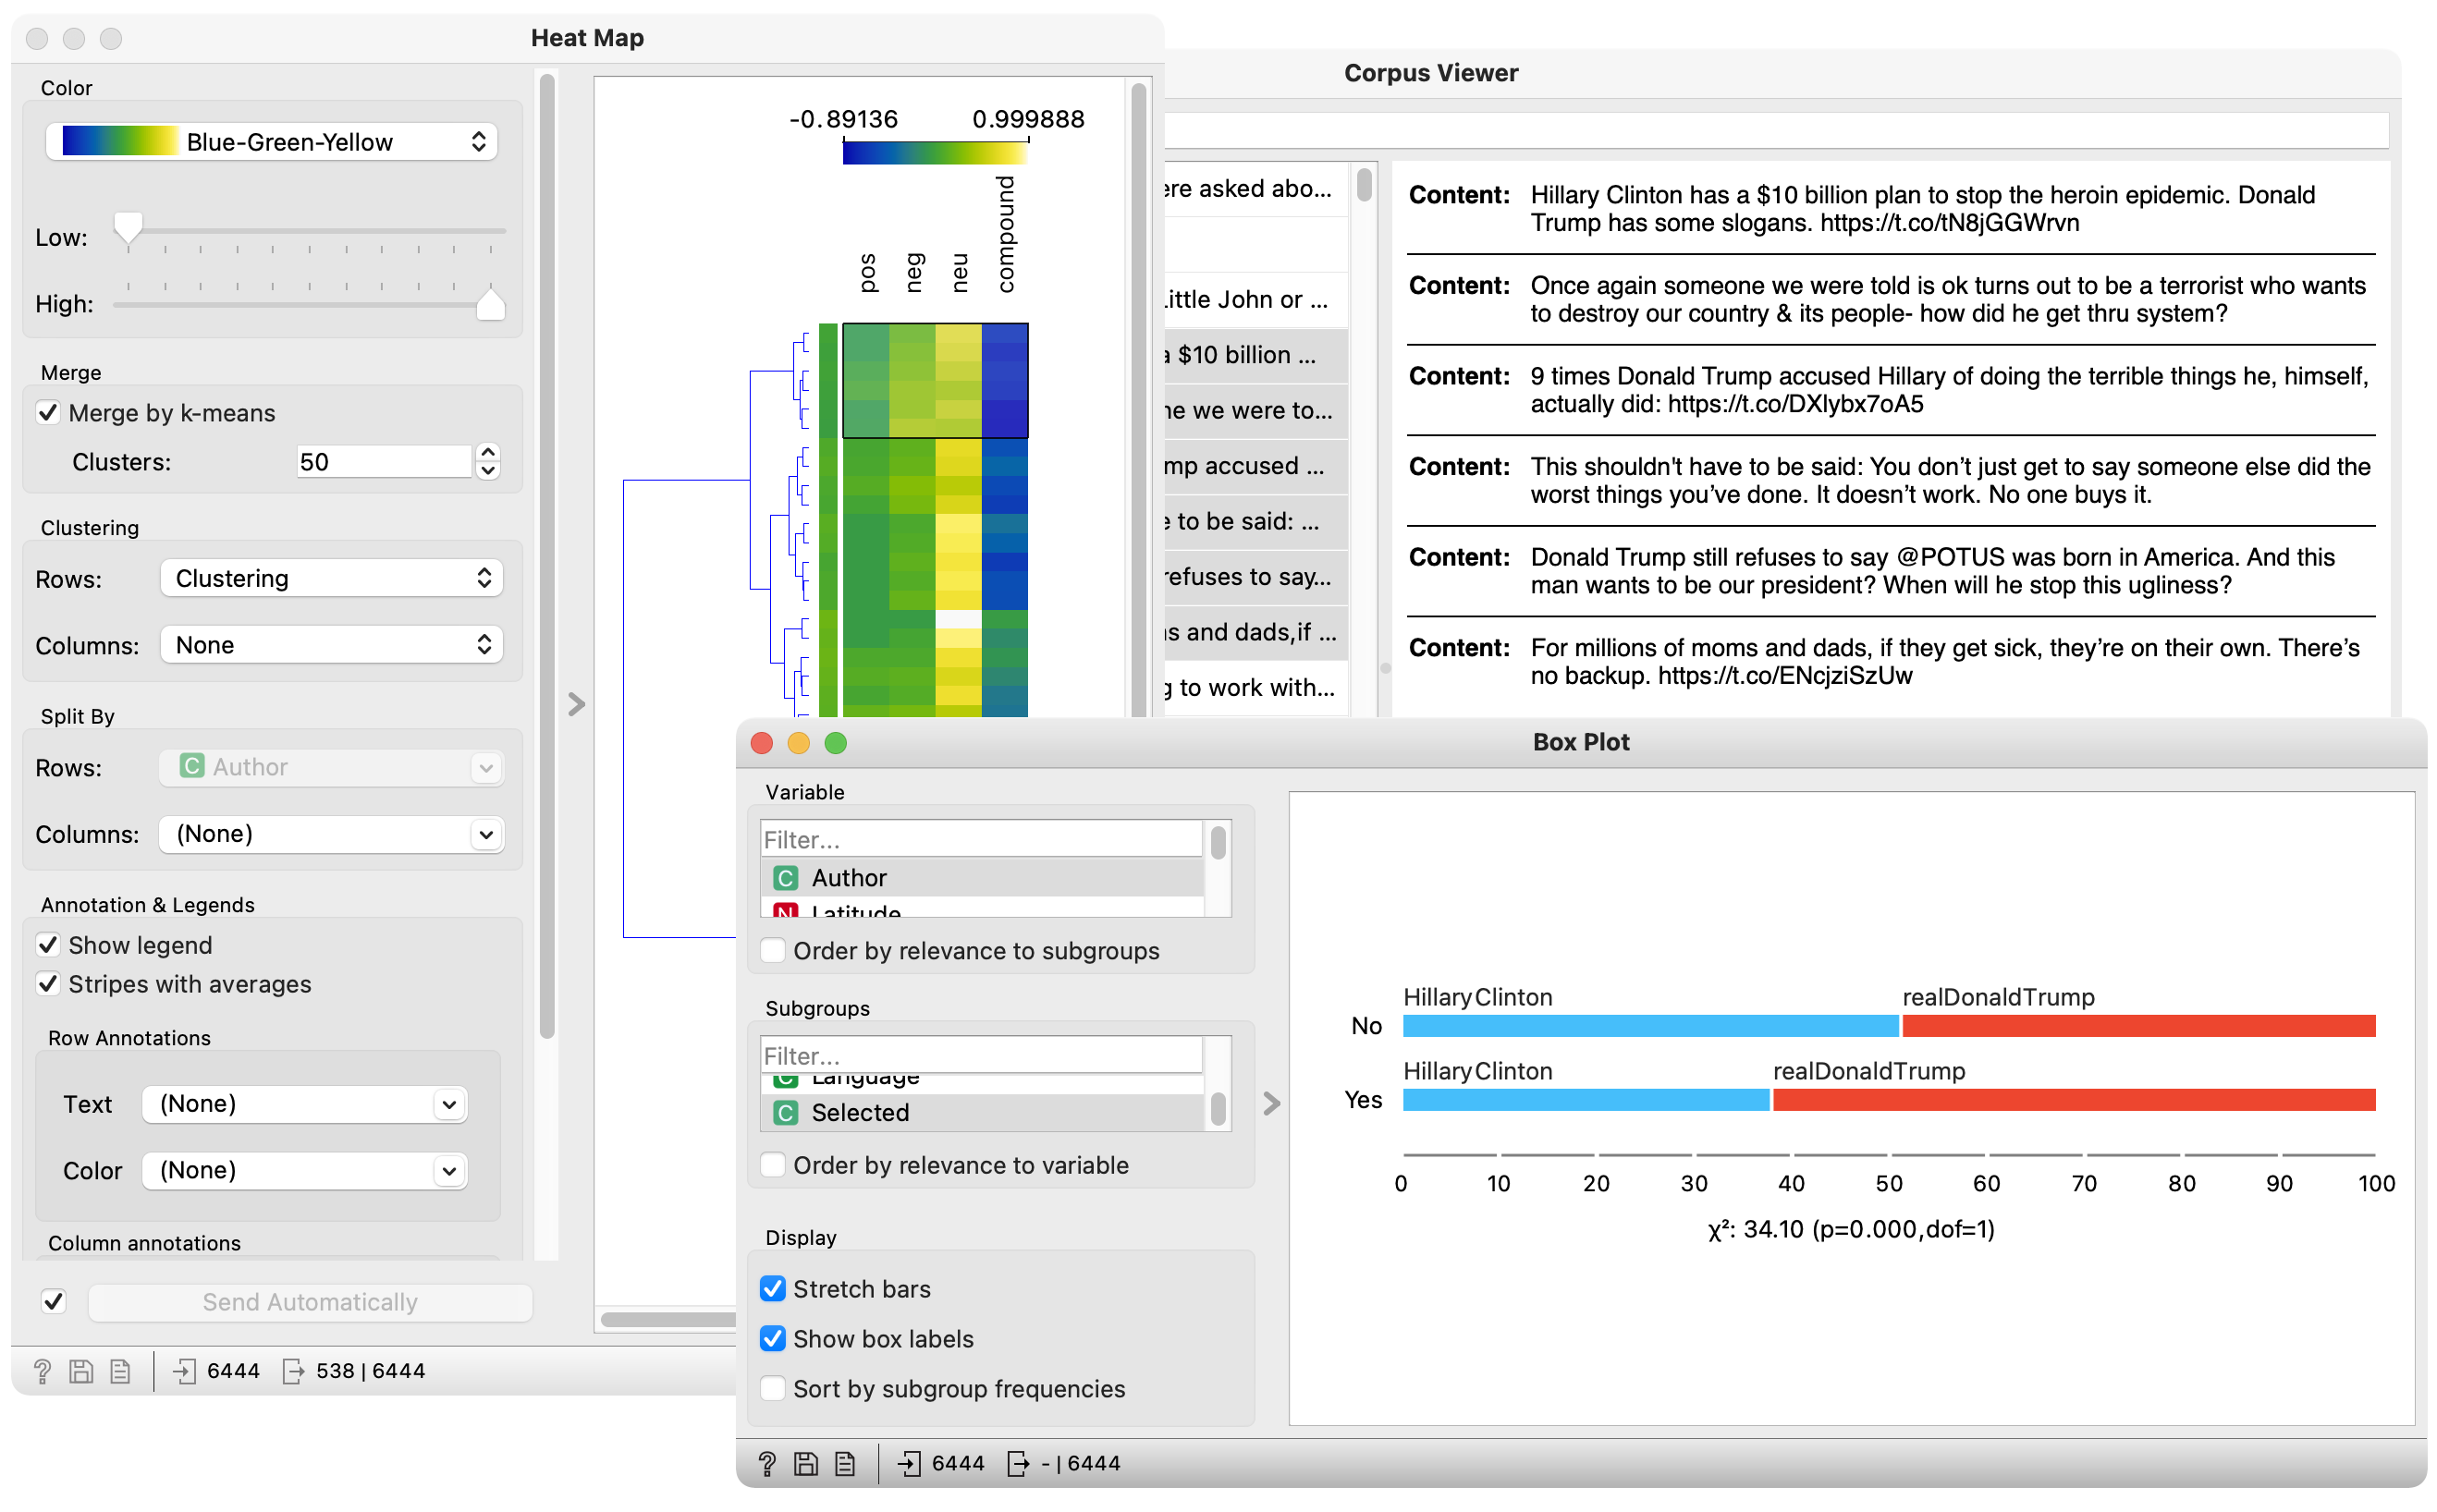 Heat Map
Color
Blue-Green-Yellow
Low:
High:
Merge
Merge by k-means
Clusters: 50
Clustering
Rows: Clustering
Columns: None
Split By
Rows: C Author
Columns: (None)
Annotation & Legends
Show legend
Stripes with averages
Row Annotations
Text (None)
Color (None)
Column annotations
Send Automatically
? 6444 538 | 6444
-0.89136 0.999888
pos
neg
neu
compound
Corpus Viewer
ere asked abo...
Little John or ...
a $10 billion ...
ne we were to...
mp accused ...
e to be said: ...
refuses to say...
ns and dads,if ...
g to work with...
Content: Hillary Clinton has a $10 billion plan to stop the heroin epidemic. Donald
Trump has some slogans. https://t.co/tN8jGGWrvn
Content: Once again someone we were told is ok turns out to be a terrorist who wants
to destroy our country & its people- how did he get thru system?
Content: 9 times Donald Trump accused Hillary of doing the terrible things he, himself,
actually did: https://t.co/DXlybx7oA5
Content: This shouldn't have to be said: You don’t just get to say someone else did the
worst things you’ve done. It doesn’t work. No one buys it.
Content: Donald Trump still refuses to say @POTUS was born in America. And this
man wants to be our president? When will he stop this ugliness?
Content: For millions of moms and dads, if they get sick, they’re on their own. There’s
no backup. https://t.co/ENcjziSzUw
Box Plot
Variable
Filter...
C Author
N Latitude
Order by relevance to subgroups
Subgroups
Filter...
C Language
C Selected
Order by relevance to variable
Display
Stretch bars
Show box labels
Sort by subgroup frequencies
? 6444 - | 6444
HillaryClinton realDonaldTrump
No
HillaryClinton realDonaldTrump
Yes
0 10 20 30 40 50 60 70 80 90 100
χ²: 34.10 (p=0.000,dof=1)